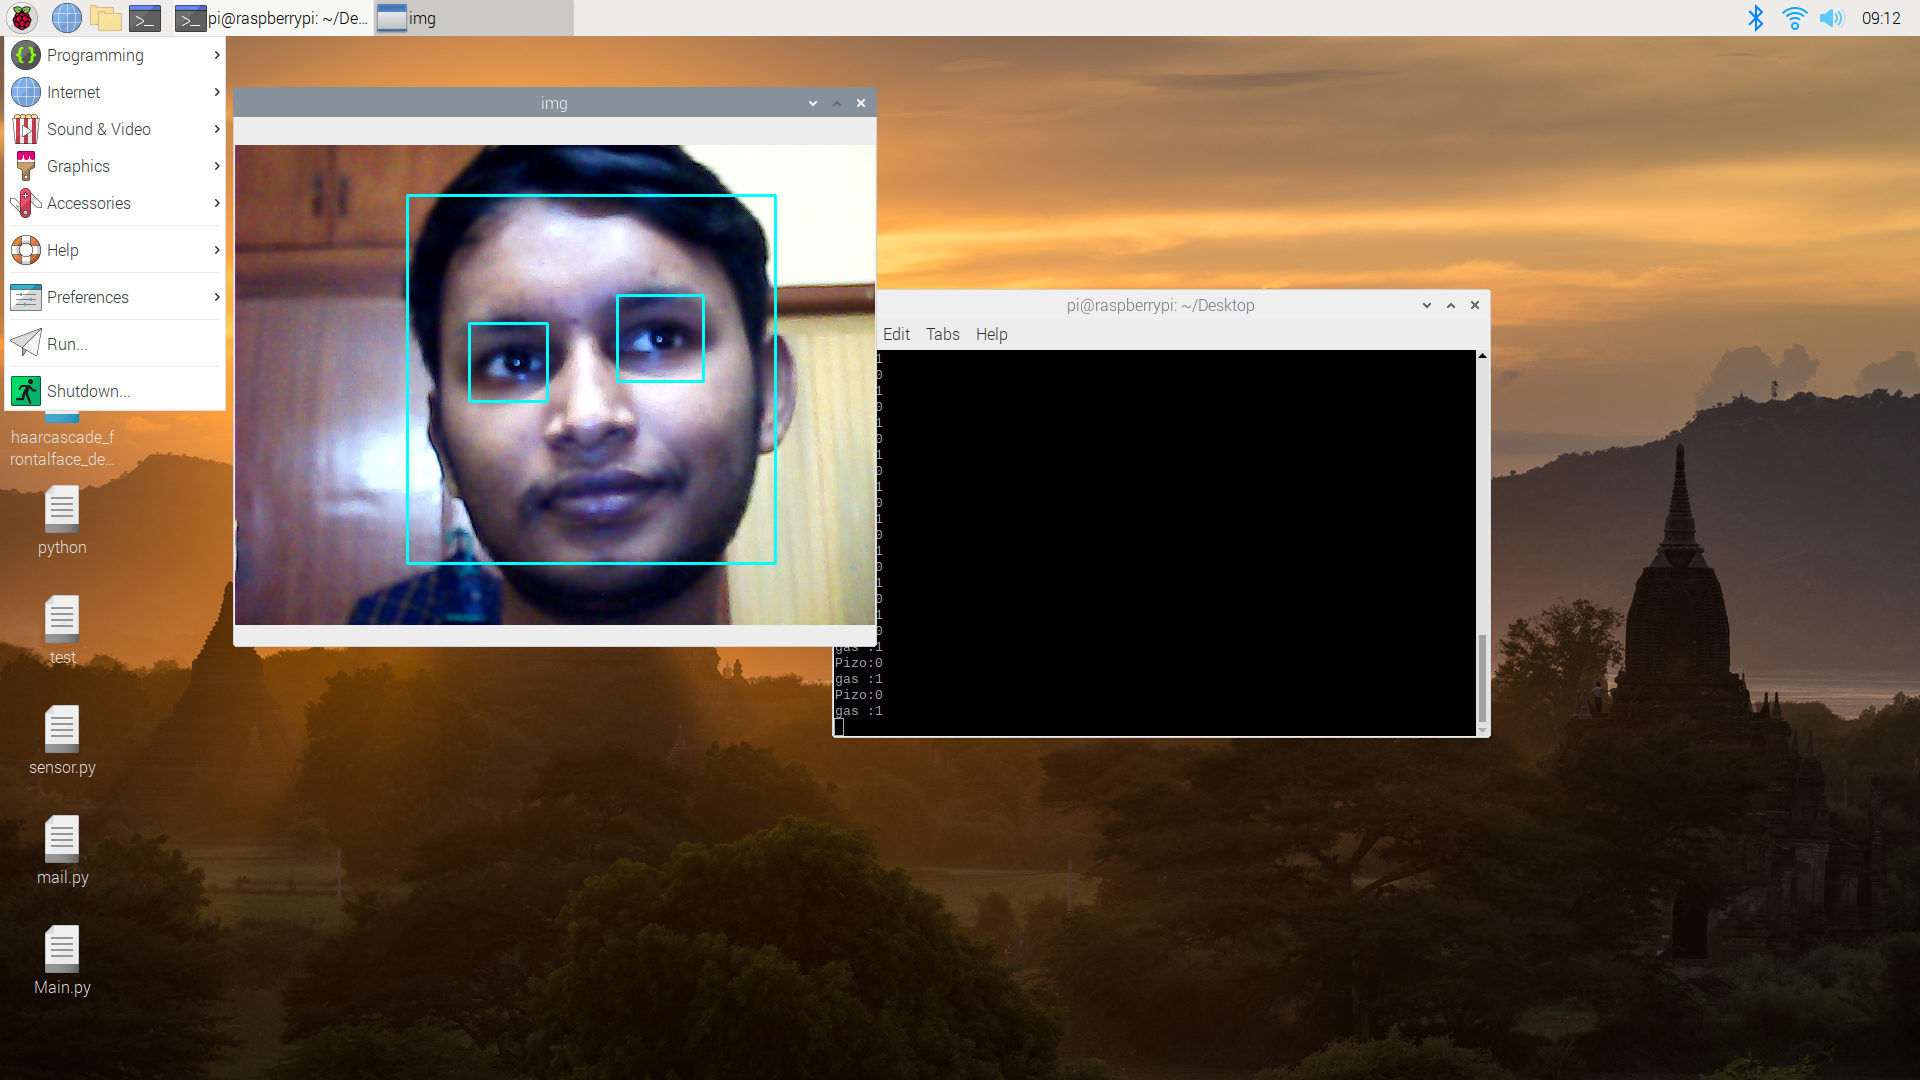 pi@raspberrypi: ~/De...
img
09:12
Programming
Internet
Sound & Video
Graphics
Accessories
Help
Preferences
Run...
Shutdown...
haarcascade_f
rontalface_de...
python
test
sensor.py
mail.py
Main.py
img
pi@raspberrypi: ~/Desktop
Edit Tabs Help
1
0
1
0
1
0
1
0
1
0
1
0
1
0
1
0
1
0
gas :1
Pizo:0
gas :1
Pizo:0
gas :1